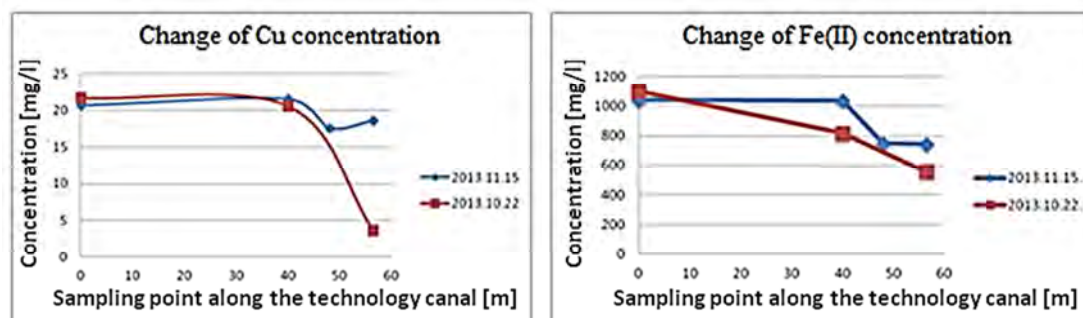 Change of Cu concentration
Concentration [mg/l]
25
20
15
10
5
0
0 10 20 30 40 50 60
Sampling point along the technology canal [m]
2013.11.15
2013.10.22
Change of Fe(II) concentration
Concentration [mg/l]
1200
1000
800
600
400
200
0
0 10 20 30 40 50 60
Sampling point along the technology canal [m]
2013.11.15.
2013.10.22.